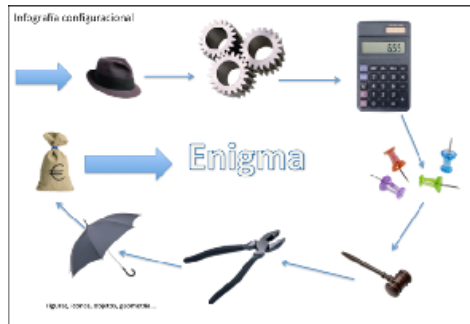 Infografía configuracional
Enigma
Figuras, iconos, objetos, geometría...